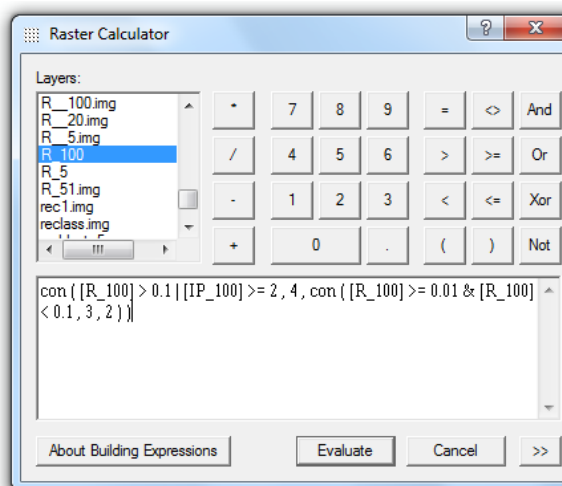 Raster Calculator
?
X
Layers:
R__100.img
R__20.img
R__5.img
R_100
R_5
R_51.img
rec1.img
reclass.img
* 7 8 9 = <> And
/ 4 5 6 > >= Or
- 1 2 3 < <= Xor
+ 0 . ( ) Not
con ( [R_100] > 0.1 | [IP_100] >= 2 , 4 , con ( [R_100] >= 0.01 & [R_100]
< 0.1 , 3 , 2 ) )
About Building Expressions Evaluate Cancel >>